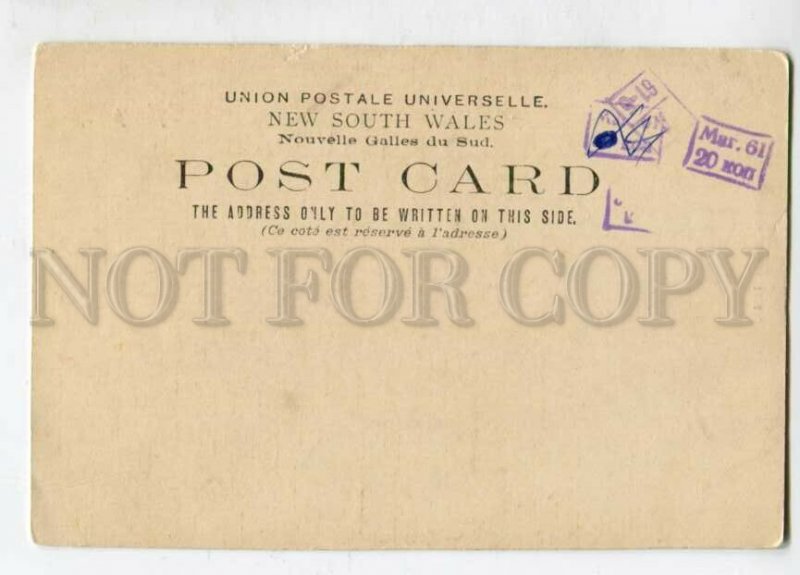 UNION POSTALE UNIVERSELLE.
NEW SOUTH WALES
Nouvelle Galles du Sud.
POST CARD
THE ADDRESS ONLY TO BE WRITTEN ON THIS SIDE.
(Ce coté est réservé à l'adresse)
Маг. 61
20 коп
NOT FOR COPY